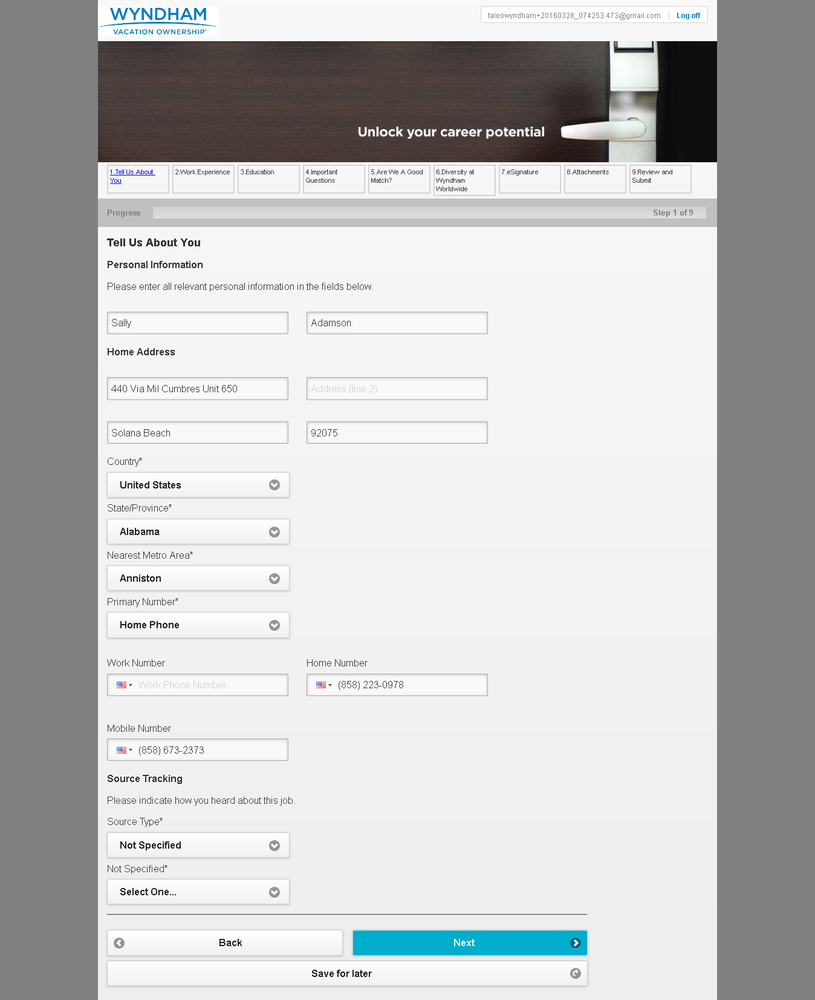 WYNDHAM
VACATION OWNERSHIP®
taleowyndham+20160328_074253.473@gmail.com
Log off
Unlock your career potential
1.Tell Us About
You
2.Work Experience
3.Education
4.Important
Questions
5.Are We A Good
Match?
6.Diversity at
Wyndham
Worldwide
7.eSignature
8.Attachments
9.Review and
Submit
Progress
Step 1 of 9
Tell Us About You
Personal Information
Please enter all relevant personal information in the fields below.
Sally
Adamson
Home Address
440 Via Mil Cumbres Unit 650
Address (line 2)
Solana Beach
92075
Country*
United States
State/Province*
Alabama
Nearest Metro Area*
Anniston
Primary Number*
Home Phone
Work Number
Home Number
Work Phone Number
(858) 223-0978
Mobile Number
(858) 673-2373
Source Tracking
Please indicate how you heard about this job.
Source Type*
Not Specified
Not Specified*
Select One...
Back
Next
Save for later